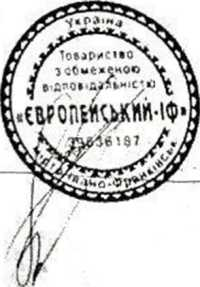 Україна
Товариство
з обмеженою
відповідальністю
«ЄВРОПЕЙСЬКИЙ-ІФ»
Івано-Франківськ